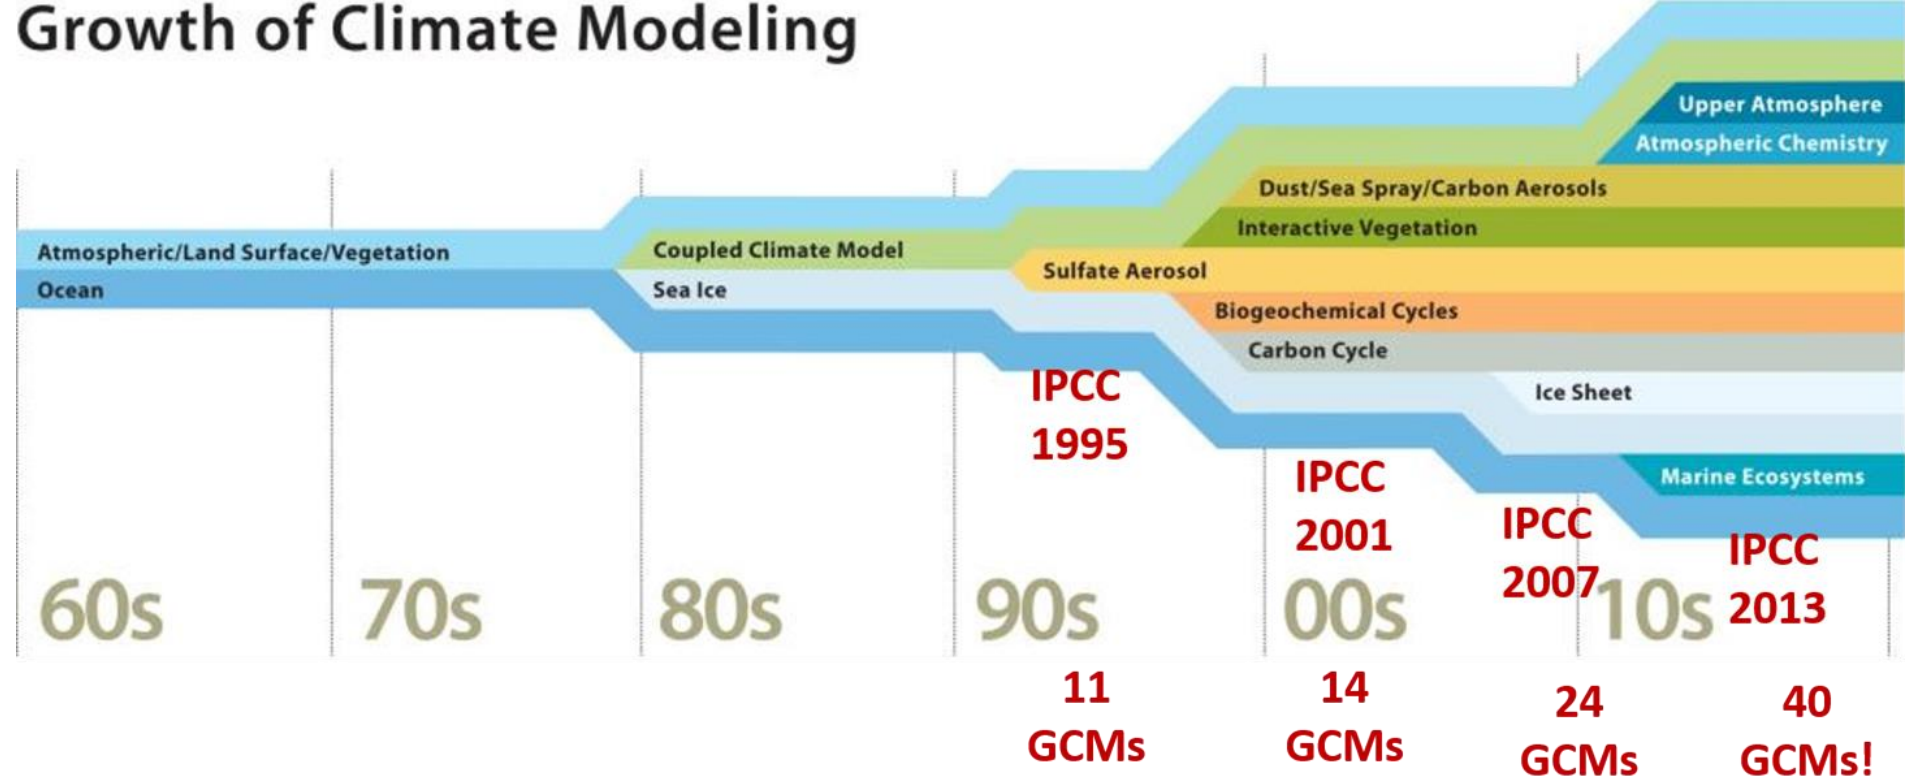 Growth of Climate Modeling
Upper Atmosphere
Atmospheric Chemistry
Dust/Sea Spray/Carbon Aerosols
Interactive Vegetation
Atmospheric/Land Surface/Vegetation
Coupled Climate Model
Sulfate Aerosol
Ocean
Sea Ice
Biogeochemical Cycles
Carbon Cycle
Ice Sheet
Marine Ecosystems
IPCC
1995
IPCC
2001
IPCC
2007
IPCC
2013
60s
70s
80s
90s
00s
10s
11
GCMs
14
GCMs
24
GCMs
40
GCMs!